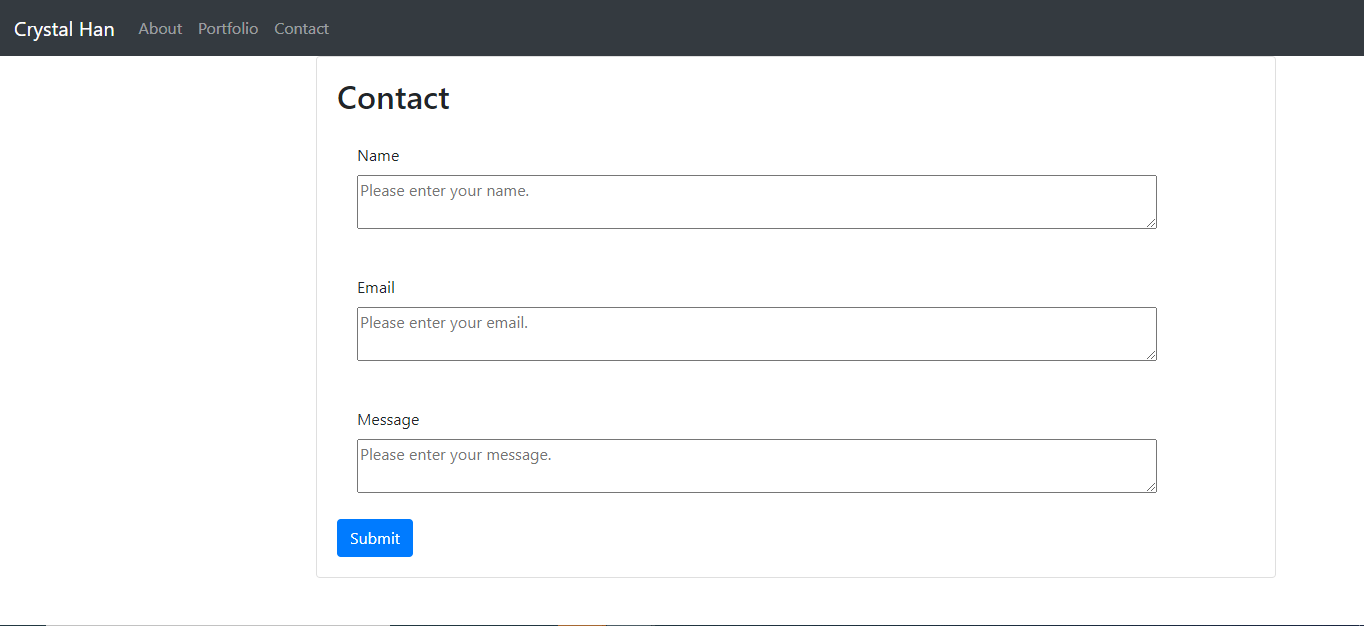 Crystal Han About Portfolio Contact
Contact
Name
Please enter your name.
Email
Please enter your email.
Message
Please enter your message.
Submit